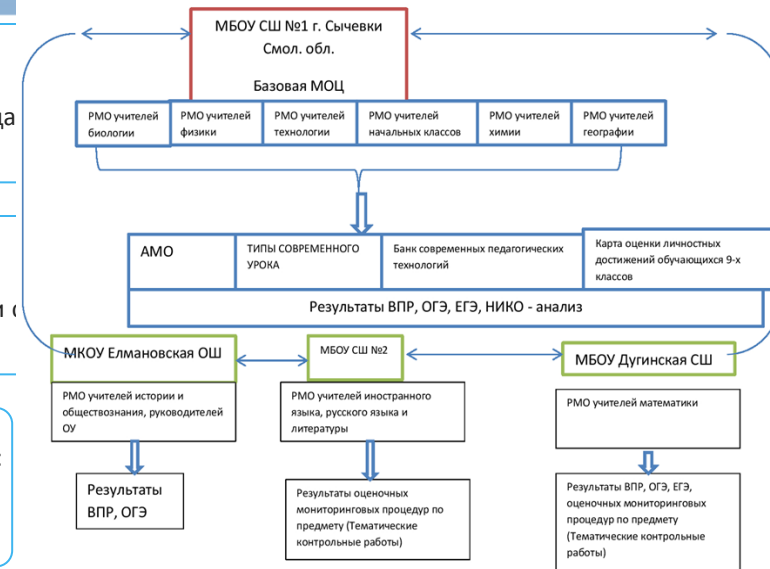 МБОУ СШ №1 г. Сычевки
Смол. обл.
Базовая МОЦ
РМО учителей
биологии
РМО учителей
физики
РМО учителей
технологии
РМО учителей
начальных классов
РМО учителей
химии
РМО учителей
географии
АМО
ТИПЫ СОВРЕМЕННОГО
УРОКА
Банк современных педагогических
технологий
Карта оценки личностных
достижений обучающихся 9-х
классов
Результаты ВПР, ОГЭ, ЕГЭ, НИКО - анализ
МКОУ Елмановская ОШ
МБОУ СШ №2
МБОУ Дугинская СШ
РМО учителей истории и
обществознания, руководителей
ОУ
РМО учителей иностранного
языка, русского языка и
литературы
РМО учителей математики
Результаты
ВПР, ОГЭ
Результаты оценочных
мониторинговых процедур по
предмету (Тематические
контрольные работы)
Результаты ВПР, ОГЭ, ЕГЭ,
оценочных мониторинговых
процедур по предмету
(Тематические контрольные
работы)